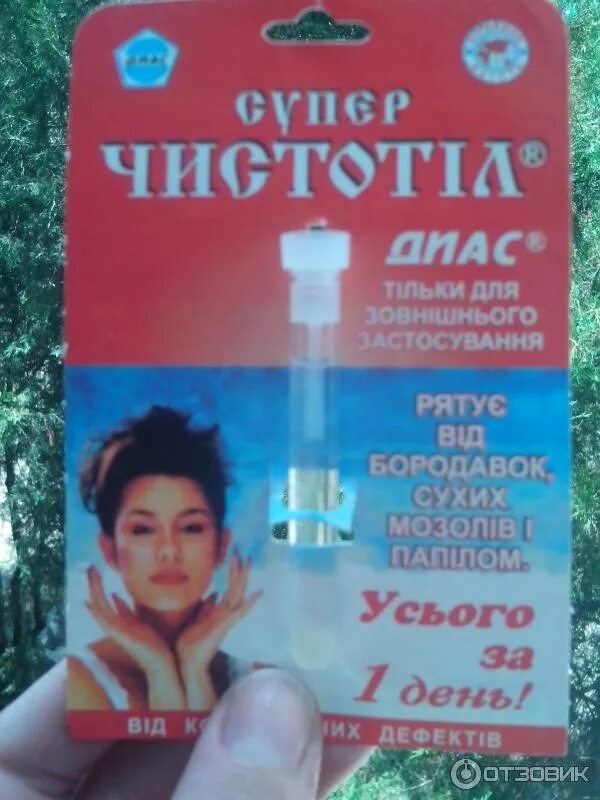 ДИАС
СУПЕР
ЧИСТОТІЛ®
ДИАС®
ТІЛЬКИ ДЛЯ
ЗОВНІШНЬОГО
ЗАСТОСУВАННЯ
РЯТУЄ
ВІД
БОРОДАВОК,
СУХИХ
МОЗОЛІВ І
ПАПІЛОМ.
Усього
за
1 день!
ВІД ДЕФЕКТІВ
ОТЗОВИК